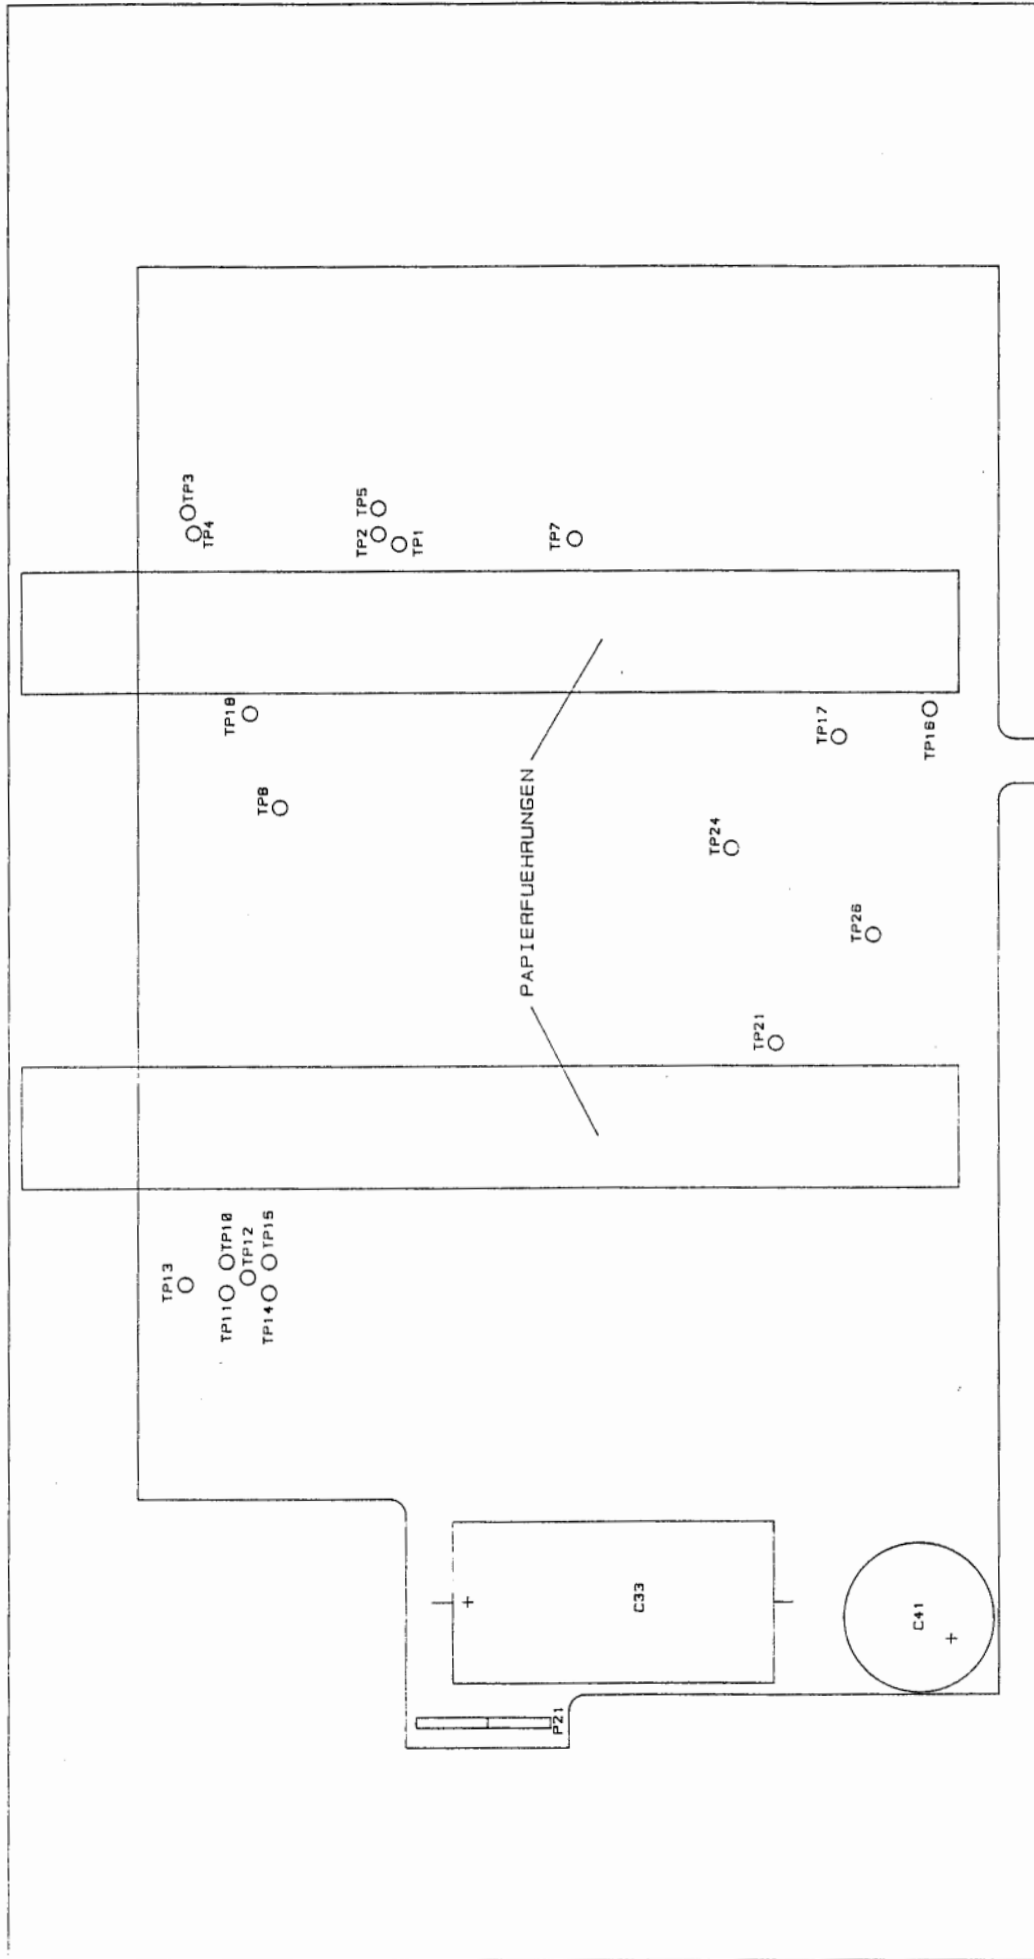 TP3
TP4
TP5
TP2
TP1
TP7
TP18
TP17
TP16
TP8
TP24
PAPIERFUEHRUNGEN
TP26
TP21
TP13
TP10
TP12
TP15
TP11
TP14
+
C33
C41
+
P21